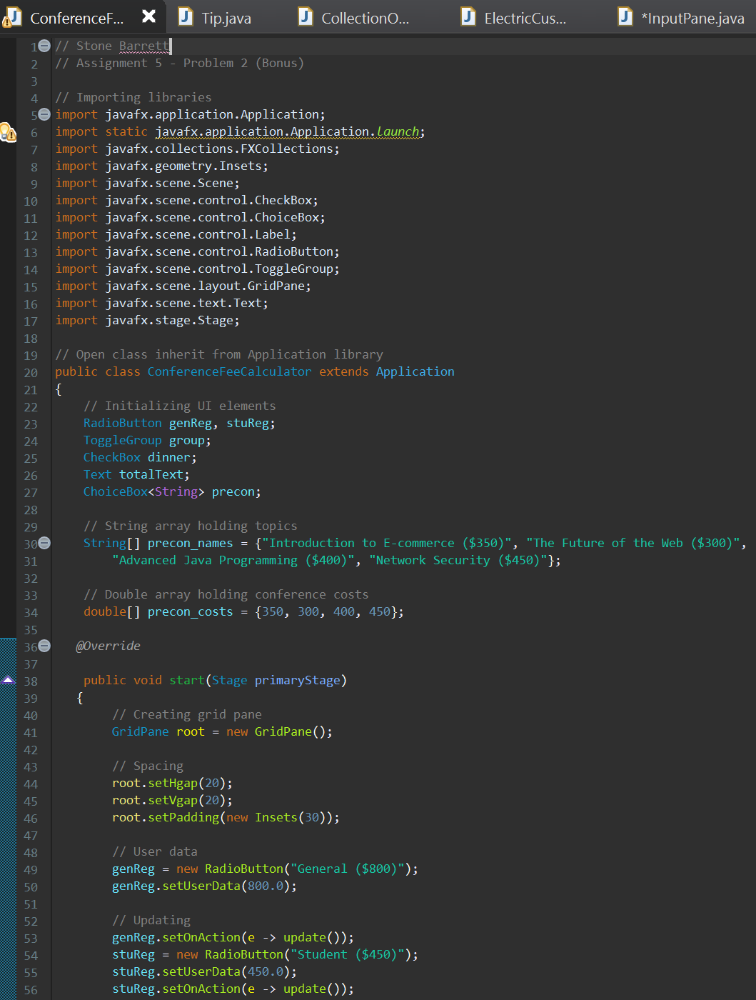 ConferenceF... Tip.java CollectionO... ElectricCus... *InputPane.java
1 // Stone Barrett
2 // Assignment 5 - Problem 2 (Bonus)
3
4 // Importing libraries
5 import javafx.application.Application;
6 import static javafx.application.Application.launch;
7 import javafx.collections.FXCollections;
8 import javafx.geometry.Insets;
9 import javafx.scene.Scene;
10 import javafx.scene.control.CheckBox;
11 import javafx.scene.control.ChoiceBox;
12 import javafx.scene.control.Label;
13 import javafx.scene.control.RadioButton;
14 import javafx.scene.control.ToggleGroup;
15 import javafx.scene.layout.GridPane;
16 import javafx.scene.text.Text;
17 import javafx.stage.Stage;
18
19 // Open class inherit from Application library
20 public class ConferenceFeeCalculator extends Application
21 {
22 // Initializing UI elements
23 RadioButton genReg, stuReg;
24 ToggleGroup group;
25 CheckBox dinner;
26 Text totalText;
27 ChoiceBox<String> precon;
28
29 // String array holding topics
30 String[] precon_names = {"Introduction to E-commerce ($350)", "The Future of the Web ($300)",
31 "Advanced Java Programming ($400)", "Network Security ($450)"};
32
33 // Double array holding conference costs
34 double[] precon_costs = {350, 300, 400, 450};
35
36 @Override
37
38 public void start(Stage primaryStage)
39 {
40 // Creating grid pane
41 GridPane root = new GridPane();
42
43 // Spacing
44 root.setHgap(20);
45 root.setVgap(20);
46 root.setPadding(new Insets(30));
47
48 // User data
49 genReg = new RadioButton("General ($800)");
50 genReg.setUserData(800.0);
51
52 // Updating
53 genReg.setOnAction(e -> update());
54 stuReg = new RadioButton("Student ($450)");
55 stuReg.setUserData(450.0);
56 stuReg.setOnAction(e -> update());